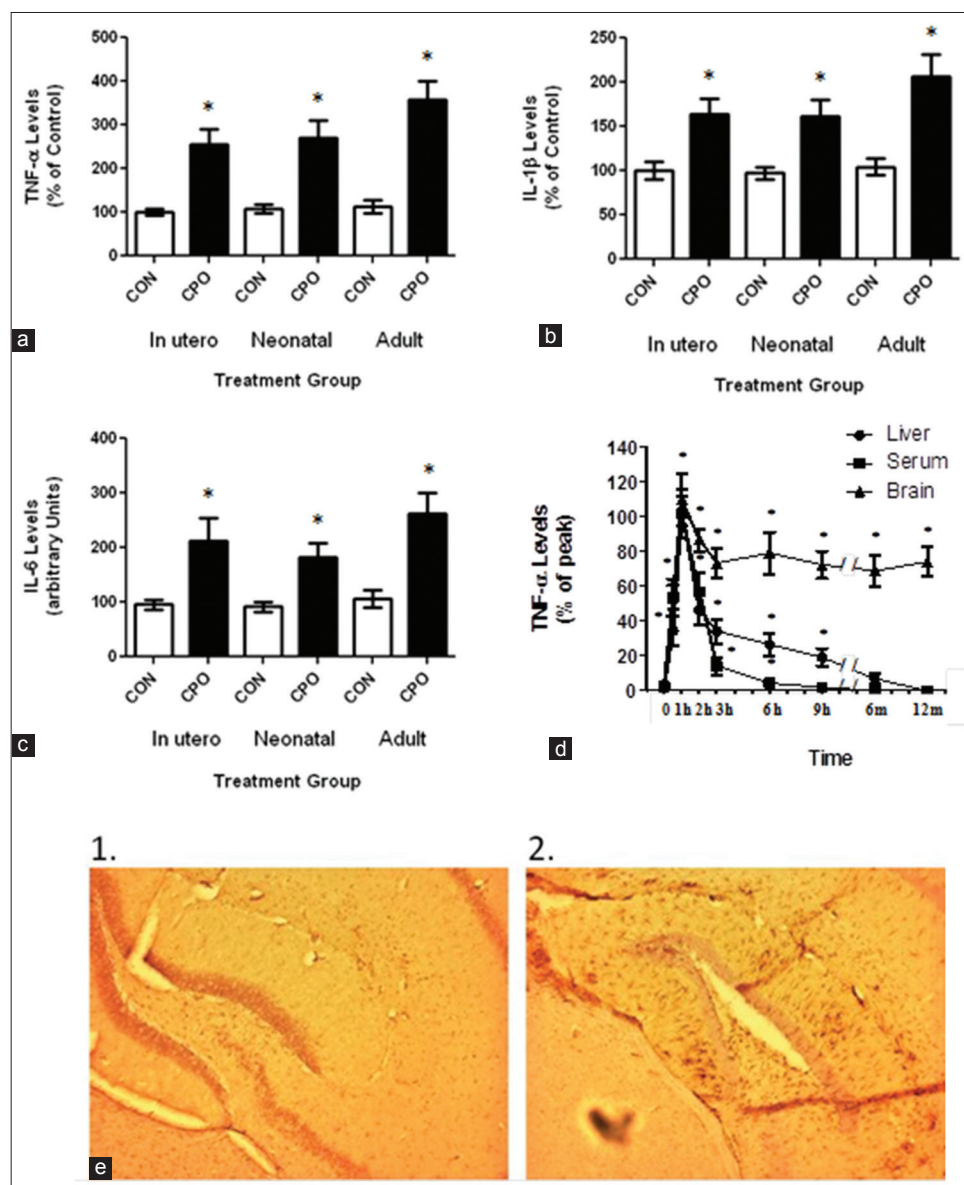 500
400
300
200
100
0
TNF-α Levels
(% of Control)
*
*
*
CON
CPO
CON
CPO
CON
CPO
In utero
Neonatal
Adult
Treatment Group
a
250
200
150
100
50
0
IL-1β Levels
(% of Control)
*
*
*
CON
CPO
CON
CPO
CON
CPO
In utero
Neonatal
Adult
Treatment Group
b
400
300
200
100
0
IL-6 Levels
(arbitrary Units)
*
*
*
CON
CPO
CON
CPO
CON
CPO
In utero
Neonatal
Adult
Treatment Group
c
Liver
Serum
Brain
140
120
100
80
60
40
20
0
TNF-α Levels
(% of peak)
0 1h 2h 3h 6h 9h 6m 12m
Time
d
1.
2.
e